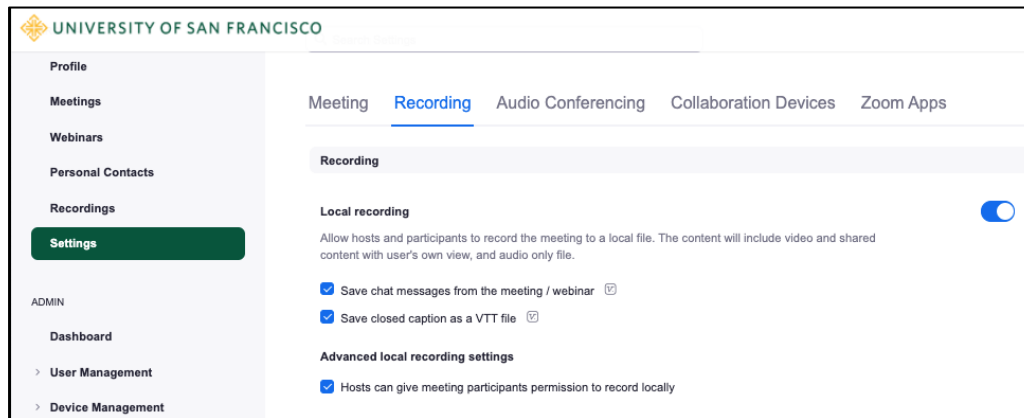 UNIVERSITY OF SAN FRANCISCO
Profile
Meetings
Webinars
Personal Contacts
Recordings
Settings
ADMIN
Dashboard
User Management
Device Management
Search Settings
Meeting Recording Audio Conferencing Collaboration Devices Zoom Apps
Recording
Local recording
Allow hosts and participants to record the meeting to a local file. The content will include video and shared
content with user's own view, and audio only file.
Save chat messages from the meeting / webinar
Save closed caption as a VTT file
Advanced local recording settings
Hosts can give meeting participants permission to record locally